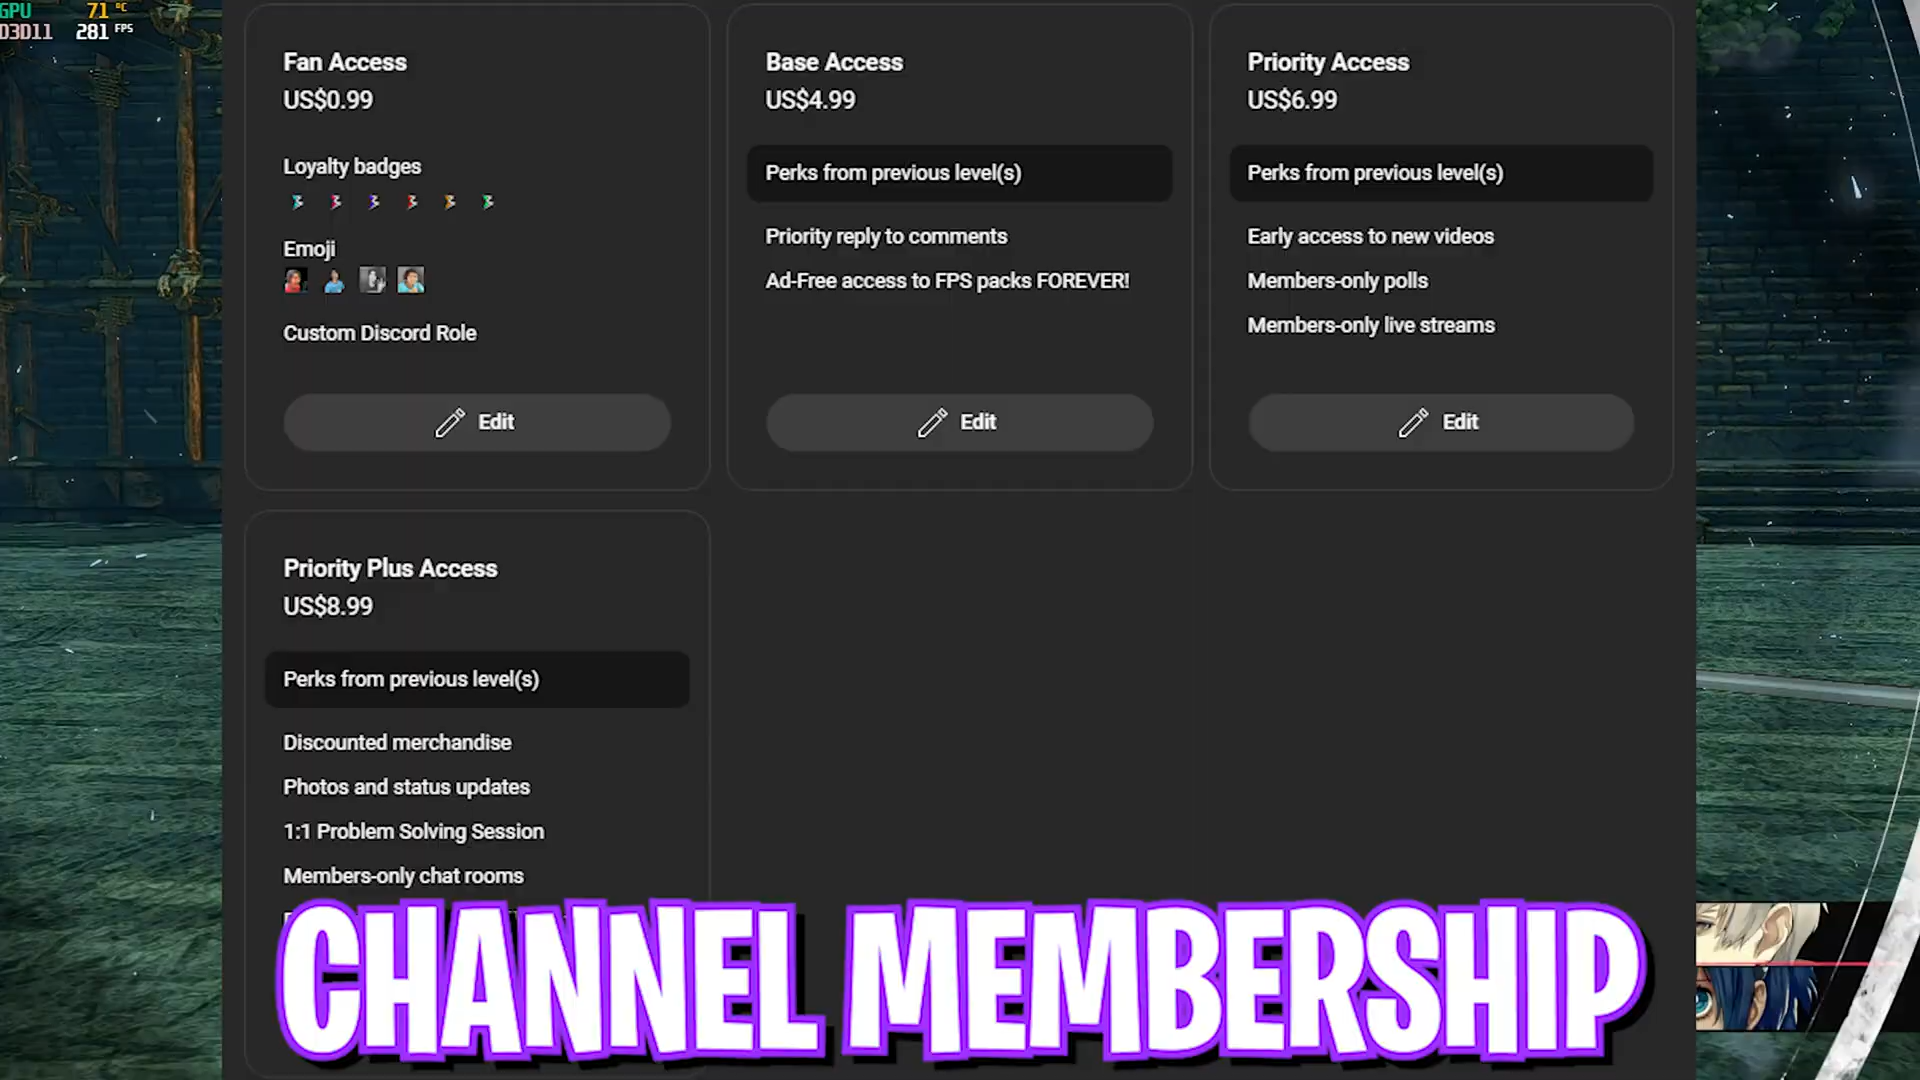 GPU 71 °C
D3D11 281 FPS
Fan Access
US$0.99
Loyalty badges
Emoji
Custom Discord Role
Edit
Base Access
US$4.99
Perks from previous level(s)
Priority reply to comments
Ad-Free access to FPS packs FOREVER!
Edit
Priority Access
US$6.99
Perks from previous level(s)
Early access to new videos
Members-only polls
Members-only live streams
Edit
Priority Plus Access
US$8.99
Perks from previous level(s)
Discounted merchandise
Photos and status updates
1:1 Problem Solving Session
Members-only chat rooms
CHANNEL MEMBERSHIP